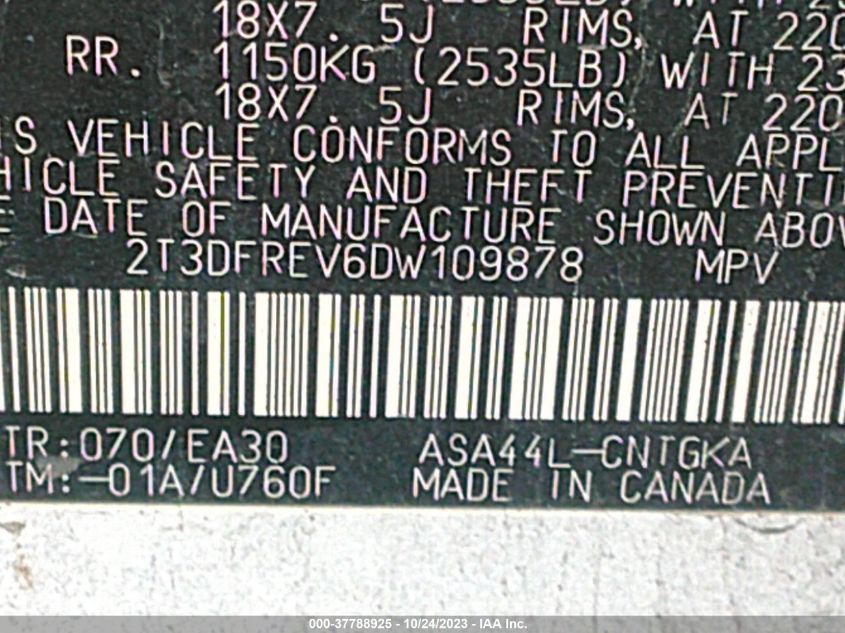 18X7. 5J RIMS, AT 220
RR. 1150KG (2535LB) WITH 23
18X7. 5J RIMS, AT 220
IS VEHICLE CONFORMS TO ALL APPL
HICLE SAFETY AND THEFT PREVENTI
E DATE OF MANUFACTURE SHOWN ABOV
2T3DFREV6DW109878 MPV
TR:070/EA30 ASA44L-CNTGKA
TM:-01A/U760F MADE IN CANADA
000-37788925 - 10/24/2023 - IAA Inc.